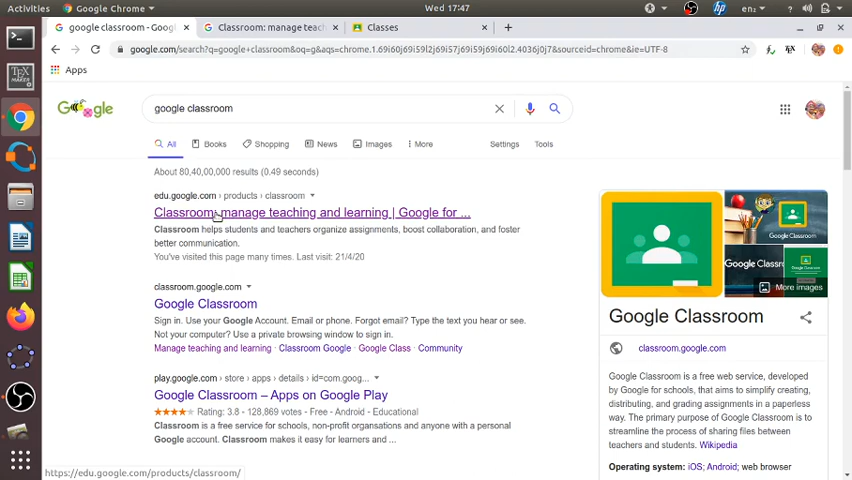 Activities
Google Chrome
Wed 17:47
en₂
google classroom - Goog
Classroom: manage teach
Classes
google.com/search?q=google+classroom&oq=g&aqs=chrome.1.69i60j69i59l2j69i57j69i59j69i60l2.4036j0j7&sourceid=chrome&ie=UTF-8
Apps
google classroom
All
Books
Shopping
News
Images
More
Settings
Tools
About 80,40,00,000 results (0.49 seconds)
edu.google.com › products › classroom
Classroom: manage teaching and learning | Google for ...
Classroom helps students and teachers organize assignments, boost collaboration, and foster
better communication.
You've visited this page many times. Last visit: 21/4/20
classroom.google.com
Google Classroom
Sign in. Use your Google Account. Email or phone. Forgot email? Type the text you hear or see.
Not your computer? Use a private browsing window to sign in.
Manage teaching and learning · Classroom Google · Google Class · Community
play.google.com › store › apps › details › id=com.goog...
Google Classroom – Apps on Google Play
Rating: 3.8 - 128,869 votes - Free - Android - Educational
Classroom is a free service for schools, non-profit organisations and anyone with a personal
Google account. Classroom makes it easy for learners and ...
Google Classroom
More images
Google Classroom
classroom.google.com
Google Classroom is a free web service, developed
by Google for schools, that aims to simplify creating,
distributing, and grading assignments in a paperless
way. The primary purpose of Google Classroom is to
streamline the process of sharing files between
teachers and students. Wikipedia
Operating system: iOS; Android; web browser
https://edu.google.com/products/classroom/